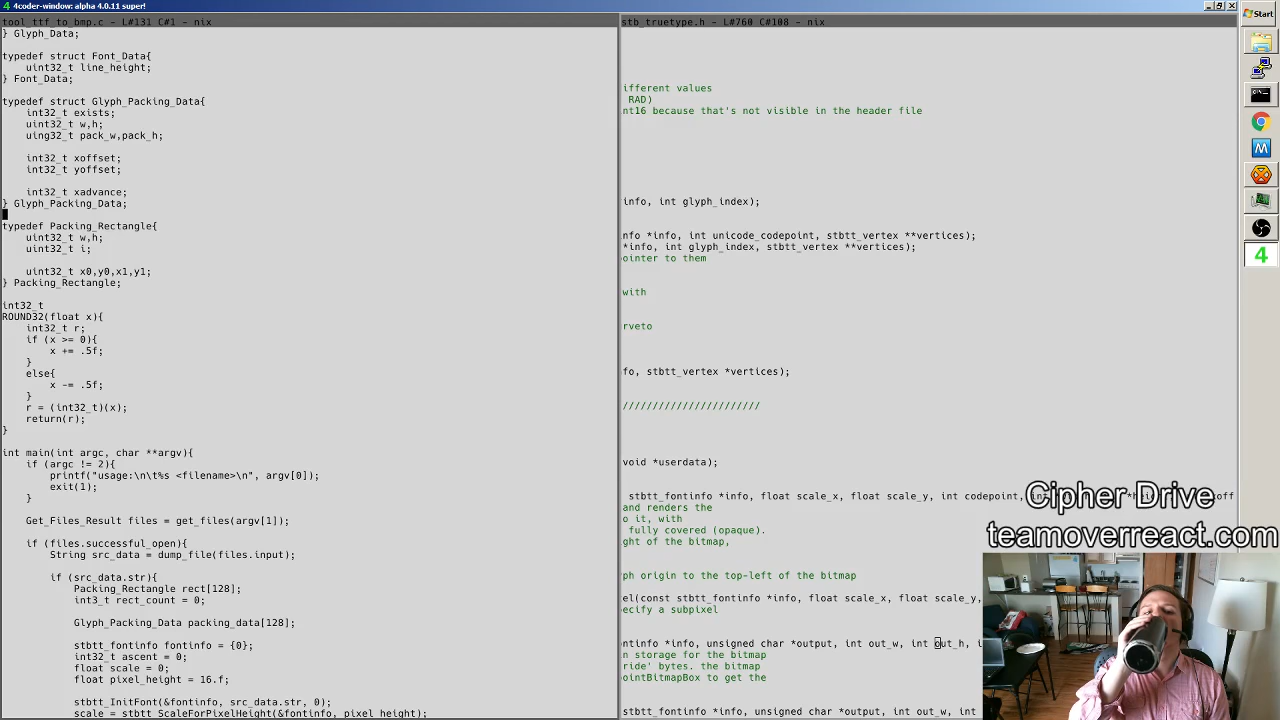 4coder-window: alpha 4.0.11 super!
Start
tool_ttf_to_bmp.c - L#131 C#1 - nix
} Glyph_Data;
typedef struct Font_Data{
uint32_t line_height;
} Font_Data;
typedef struct Glyph_Packing_Data{
int32_t exists;
uint32_t w,h;
uing32_t pack_w,pack_h;
int32_t xoffset;
int32_t yoffset;
int32_t xadvance;
} Glyph_Packing_Data;
typedef Packing_Rectangle{
uint32_t w,h;
uint32_t i;
uint32_t x0,y0,x1,y1;
} Packing_Rectangle;
int32_t
ROUND32(float x){
int32_t r;
if (x >= 0){
x += .5f;
}
else{
x -= .5f;
}
r = (int32_t)(x);
return(r);
}
int main(int argc, char **argv){
if (argc != 2){
printf("usage:\n\t%s <filename>\n", argv[0]);
exit(1);
}
Get_Files_Result files = get_files(argv[1]);
if (files.successful_open){
String src_data = dump_file(files.input);
if (src_data.str){
Packing_Rectangle rect[128];
int3_t rect_count = 0;
Glyph_Packing_Data packing_data[128];
stbtt_fontinfo fontinfo = {0};
int32_t ascent = 0;
float scale = 0;
float pixel_height = 16.f;
stbtt_InitFont(&fontinfo, src_data.str, 0);
scale = stbtt_ScaleForPixelHeight(&fontinfo, pixel_height);
stb_truetype.h - L#760 C#108 - nix
ifferent values
RAD)
nt16 because that's not visible in the header file
info, int glyph_index);
nfo *info, int unicode_codepoint, stbtt_vertex **vertices);
*info, int glyph_index, stbtt_vertex **vertices);
pointer to them
with
rveto
fo, stbtt_vertex *vertices);
///////////////////////
void *userdata);
stbtt_fontinfo *info, float scale_x, float scale_y, int codepoint,
and renders the
o it, with
fully covered (opaque).
ght of the bitmap,
ph origin to the top-left of the bitmap
el(const stbtt_fontinfo *info, float scale_x, float scale_y,
pecify a subpixel
ontinfo *info, unsigned char *output, int out_w, int out_h, i
n storage for the bitmap
ride' bytes. the bitmap
pointBitmapBox to get the
stbtt_fontinfo *info, unsigned char *output, int out_w, int
Cipher Drive
teamoverreact.com
M
4